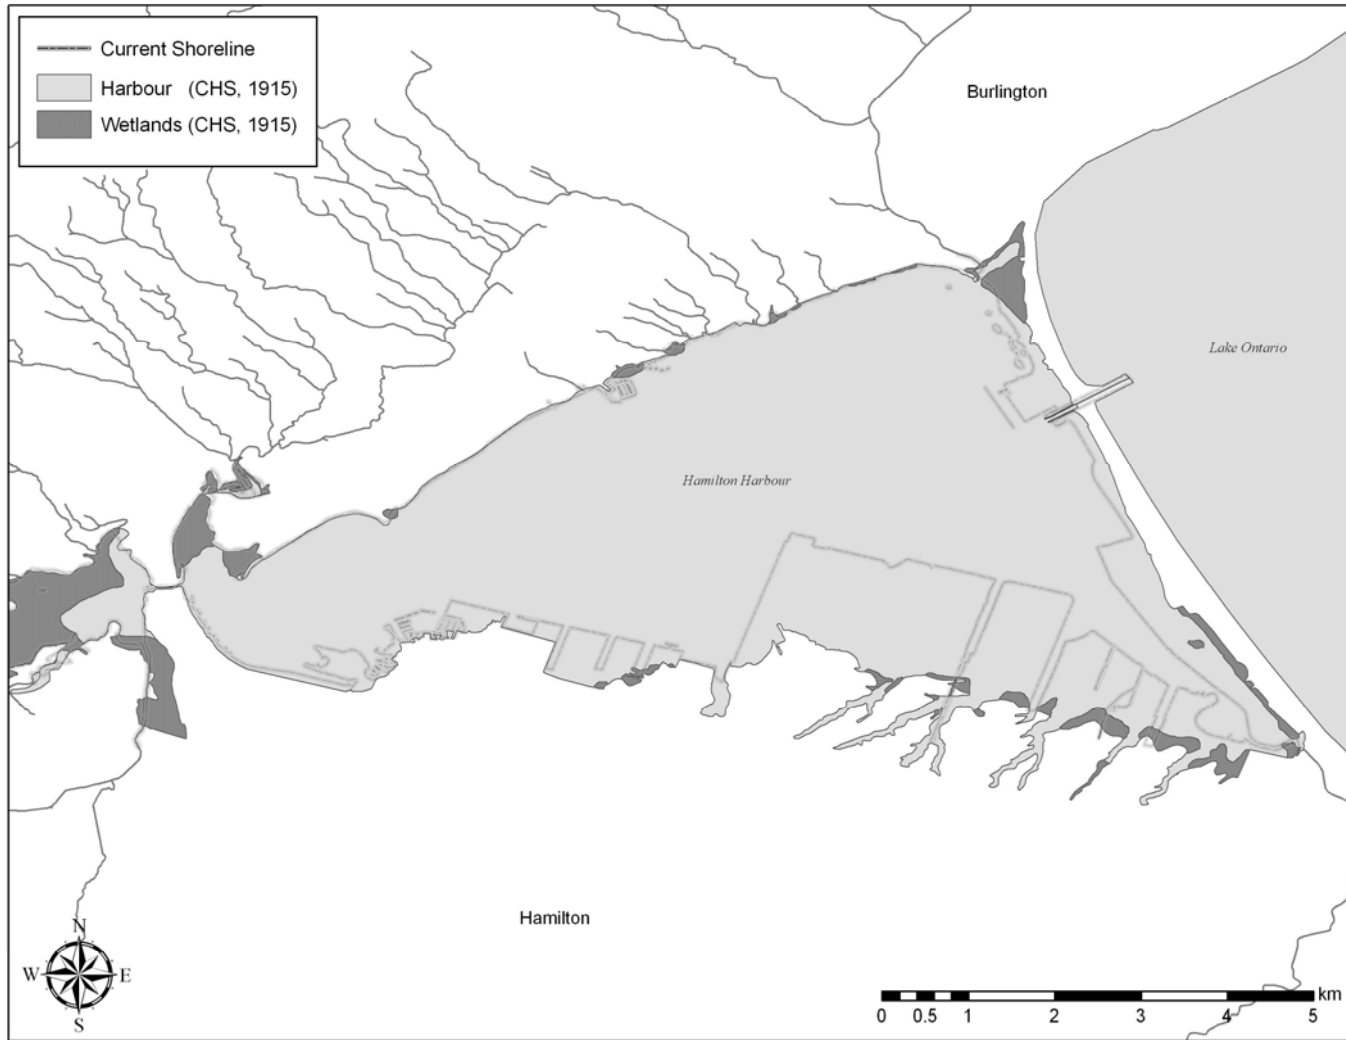 Current Shoreline
Harbour (CHS, 1915)
Wetlands (CHS, 1915)
Burlington
Lake Ontario
Hamilton Harbour
Hamilton
N
W E
S
km
0 0.5 1 2 3 4 5